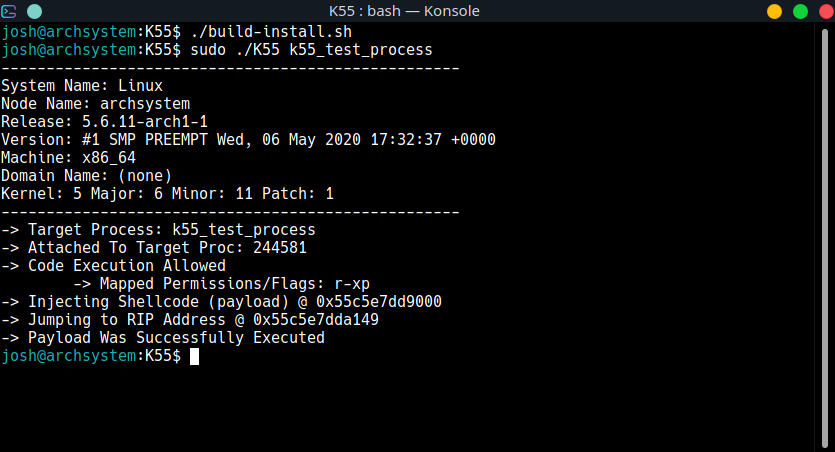 K55 : bash — Konsole
josh@archsystem:K55$ ./build-install.sh
josh@archsystem:K55$ sudo ./K55 k55_test_process
---------------------------------------------------
System Name: Linux
Node Name: archsystem
Release: 5.6.11-arch1-1
Version: #1 SMP PREEMPT Wed, 06 May 2020 17:32:37 +0000
Machine: x86_64
Domain Name: (none)
Kernel: 5 Major: 6 Minor: 11 Patch: 1
---------------------------------------------------
-> Target Process: k55_test_process
-> Attached To Target Proc: 244581
-> Code Execution Allowed
        -> Mapped Permissions/Flags: r-xp
-> Injecting Shellcode (payload) @ 0x55c5e7dd9000
-> Jumping to RIP Address @ 0x55c5e7dda149
-> Payload Was Successfully Executed
josh@archsystem:K55$